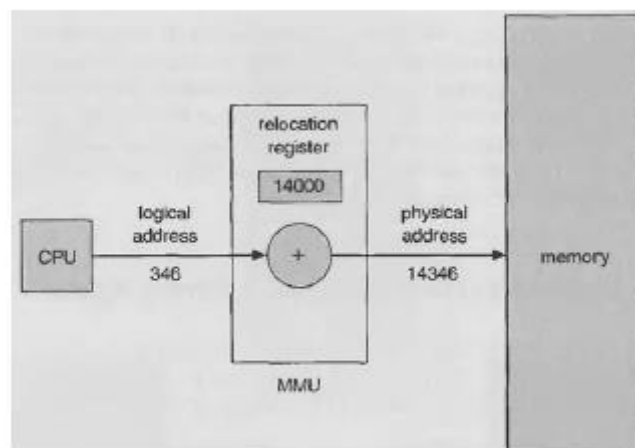 relocation
register
14000
logical
address
346
CPU
+
physical
address
14346
memory
MMU